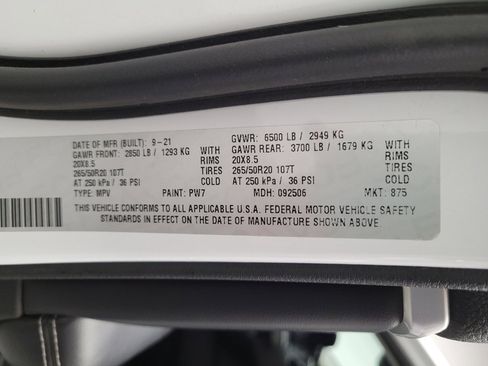 DATE OF MFR (BUILT): 9-21 GVWR: 6500 LB / 2949 KG
GAWR FRONT: 2850 LB / 1293 KG WITH GAWR REAR: 3700 LB / 1679 KG WITH
20X8.5 RIMS 20X8.5 RIMS
265/50R20 107T TIRES 265/50R20 107T TIRES
AT 250 kPa / 36 PSI COLD AT 250 kPa / 36 PSI COLD
TYPE: MPV PAINT: PW7 MDH: 092506 MKT: 875
THIS VEHICLE CONFORMS TO ALL APPLICABLE U.S.A. FEDERAL MOTOR VEHICLE SAFETY
STANDARDS IN EFFECT ON THE DATE OF MANUFACTURE SHOWN ABOVE